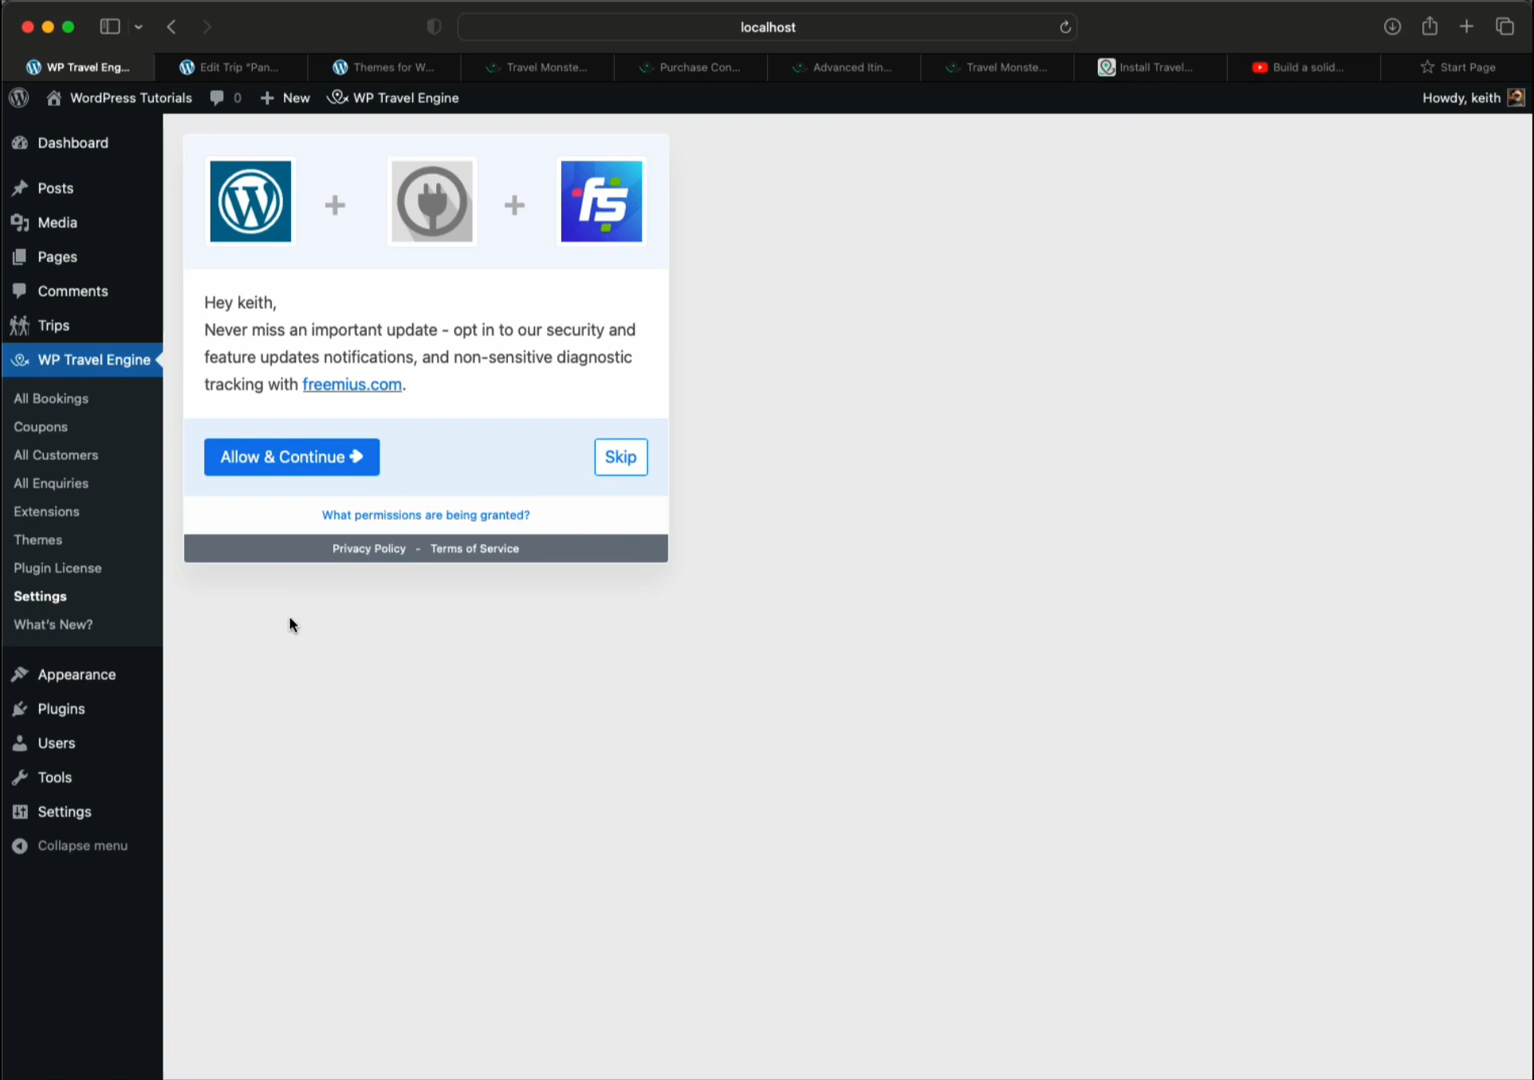 localhost
WP Travel Eng...
Edit Trip "Pan...
Themes for W...
Travel Monste...
Purchase Con...
Advanced Itin...
Travel Monste...
Install Travel...
Build a solid...
Start Page
WordPress Tutorials
0
New
WP Travel Engine
Howdy, keith
Dashboard
Posts
Media
Pages
Comments
Trips
WP Travel Engine
All Bookings
Coupons
All Customers
All Enquiries
Extensions
Themes
Plugin License
Settings
What's New?
Appearance
Plugins
Users
Tools
Settings
Collapse menu
fs
Hey keith,
Never miss an important update - opt in to our security and
feature updates notifications, and non-sensitive diagnostic
tracking with freemius.com.
Allow & Continue
Skip
What permissions are being granted?
Privacy Policy - Terms of Service